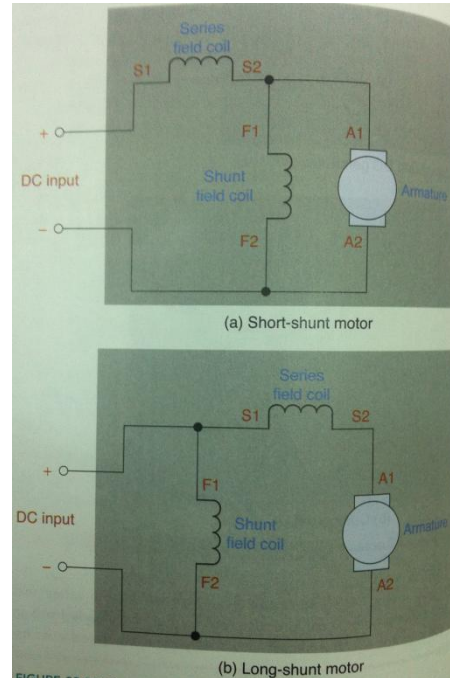 Series
field coil
S1 S2
F1 A1
+
Shunt
field coil
DC input
Armature
−
F2 A2
(a) Short-shunt motor
Series
field coil
S1 S2
+
F1 A1
DC input
Shunt
field coil
Armature
−
F2 A2
(b) Long-shunt motor
FIGURE